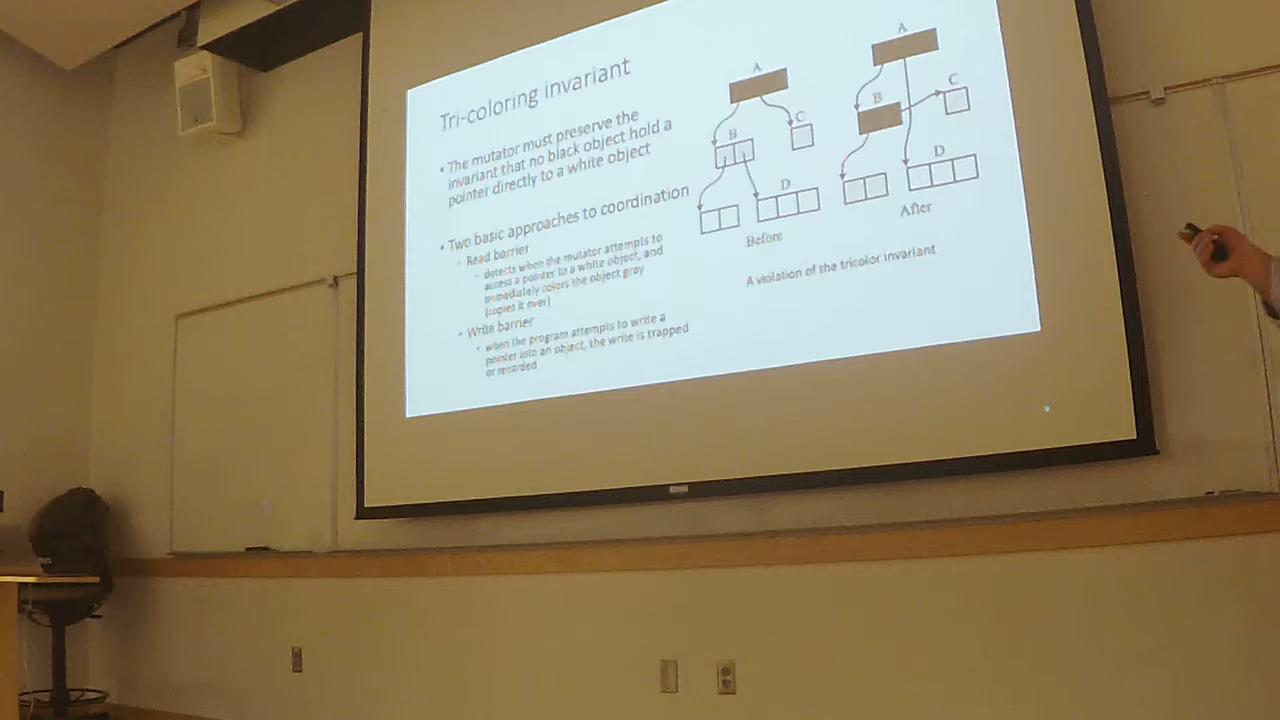 Tri-coloring invariant
• The mutator must preserve the
invariant that no black object hold a
pointer directly to a white object
• Two basic approaches to coordination
◦ Read barrier
◦ detects when the mutator attempts to
access a pointer to a white object, and
immediately colors the object gray
(copies it over)
• Write barrier
◦ when the program attempts to write a
pointer into an object, the write is trapped
or recorded
A
B
C
D
Before
A
B
C
D
After
A violation of the tricolor invariant